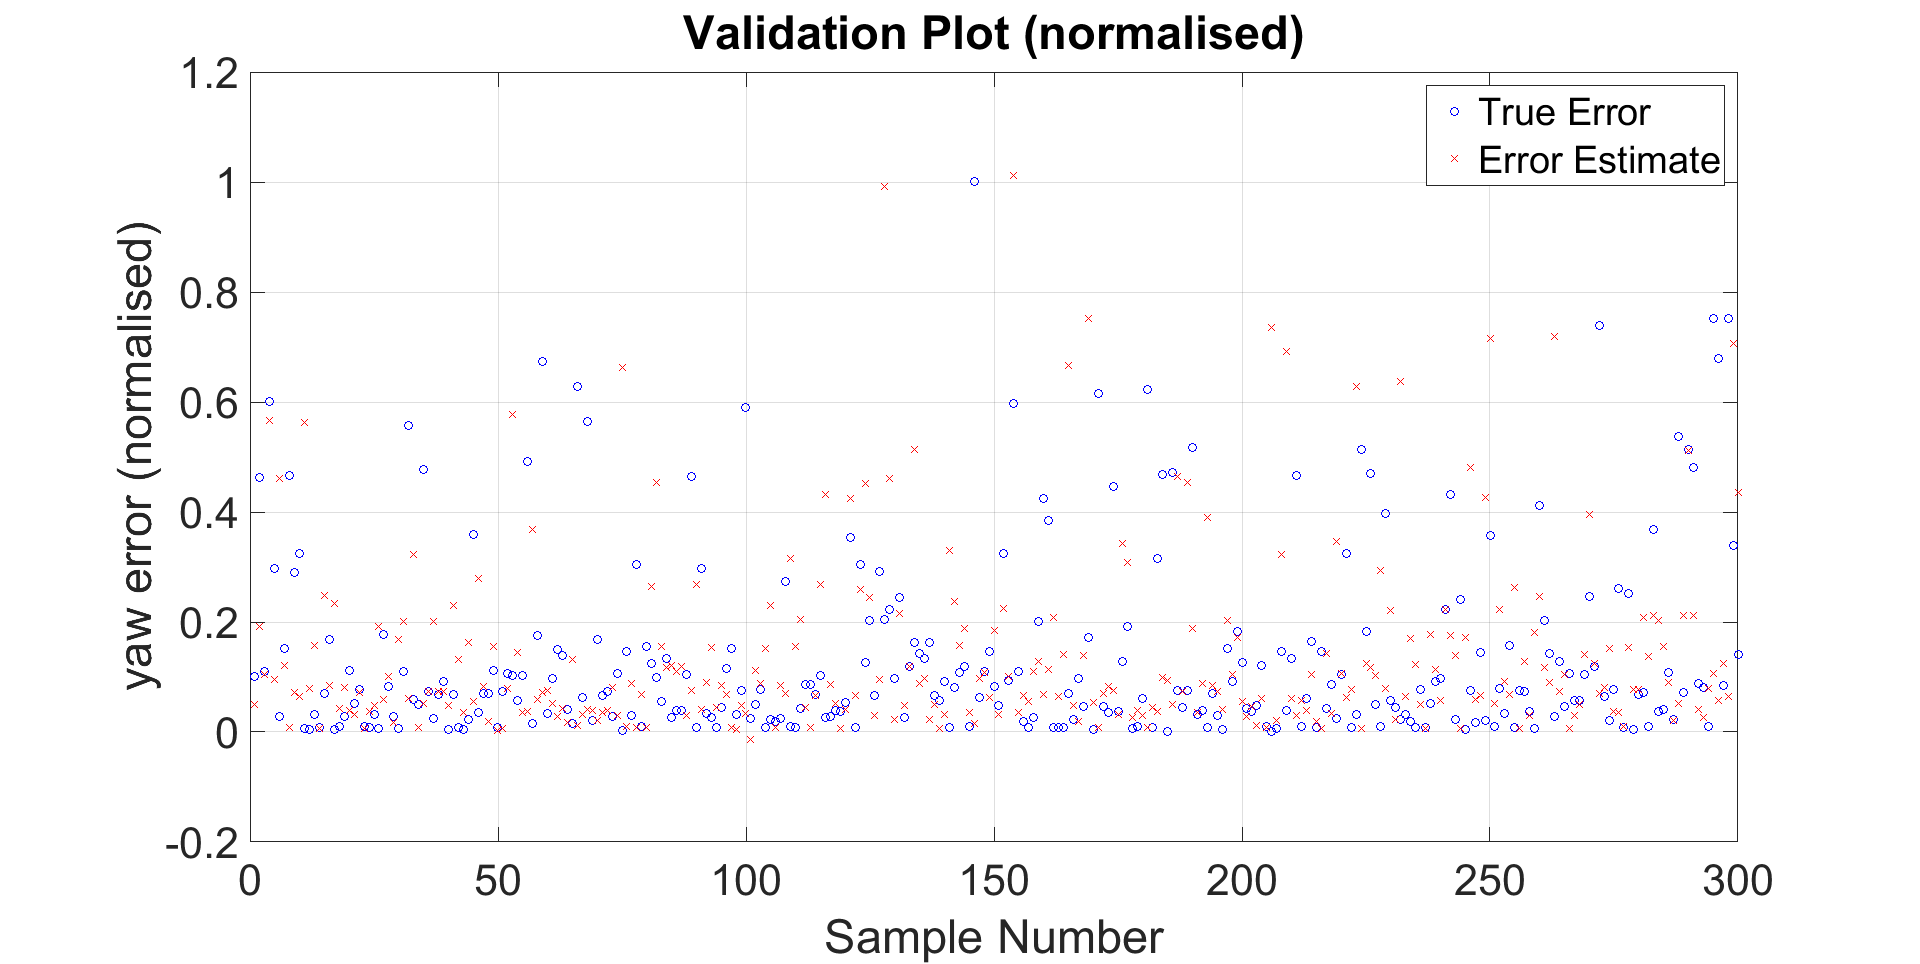 Validation Plot (normalised)
1.2
1
0.8
0.6
0.4
0.2
0
-0.2
yaw error (normalised)
True Error
Error Estimate
0 50 100 150 200 250 300
Sample Number